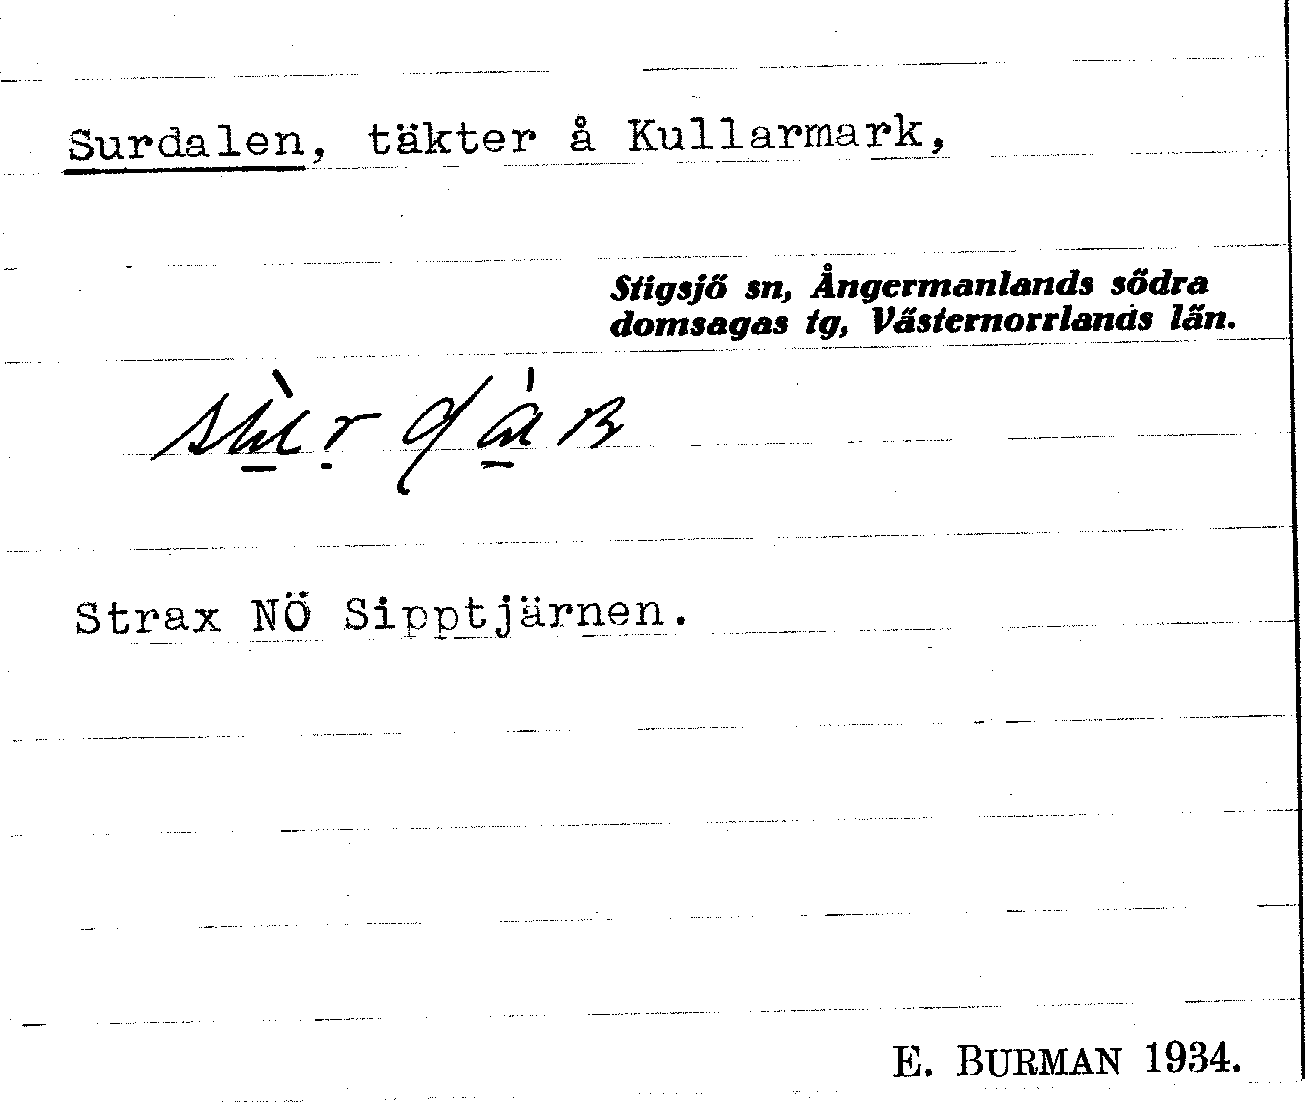 Surdalen, täkter å Kullarmark,
Stigsjö sn, Ångermanlands södra
domsagas tg, Västernorrlands län.
Strax NÖ Sipptjärnen.
E. BURMAN 1934.